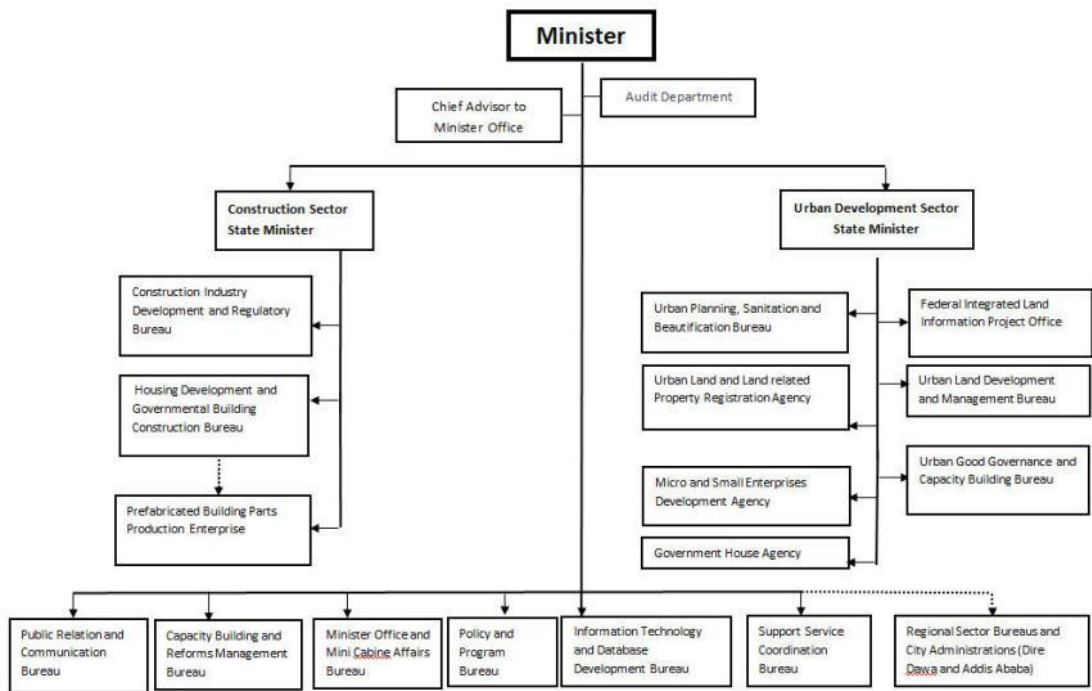 Minister
Audit Department
Chief Advisor to
Minister Office
Construction Sector
State Minister
Urban Development Sector
State Minister
Construction Industry
Development and Regulatory
Bureau
Housing Development and
Governmental Building
Construction Bureau
Prefabricated Building Parts
Production Enterprise
Urban Planning, Sanitation and
Beautification Bureau
Federal Integrated Land
Information Project Office
Urban Land and Land related
Property Registration Agency
Urban Land Development
and Management Bureau
Micro and Small Enterprises
Development Agency
Urban Good Governance and
Capacity Building Bureau
Government House Agency
Public Relation and
Communication
Bureau
Capacity Building and
Reforms Management
Bureau
Minister Office and
Mini Cabine Affairs
Bureau
Policy and
Program
Bureau
Information Technology
and Database
Development Bureau
Support Service
Coordination
Bureau
Regional Sector Bureaus and
City Administrations (Dire
Dawa and Addis Ababa)